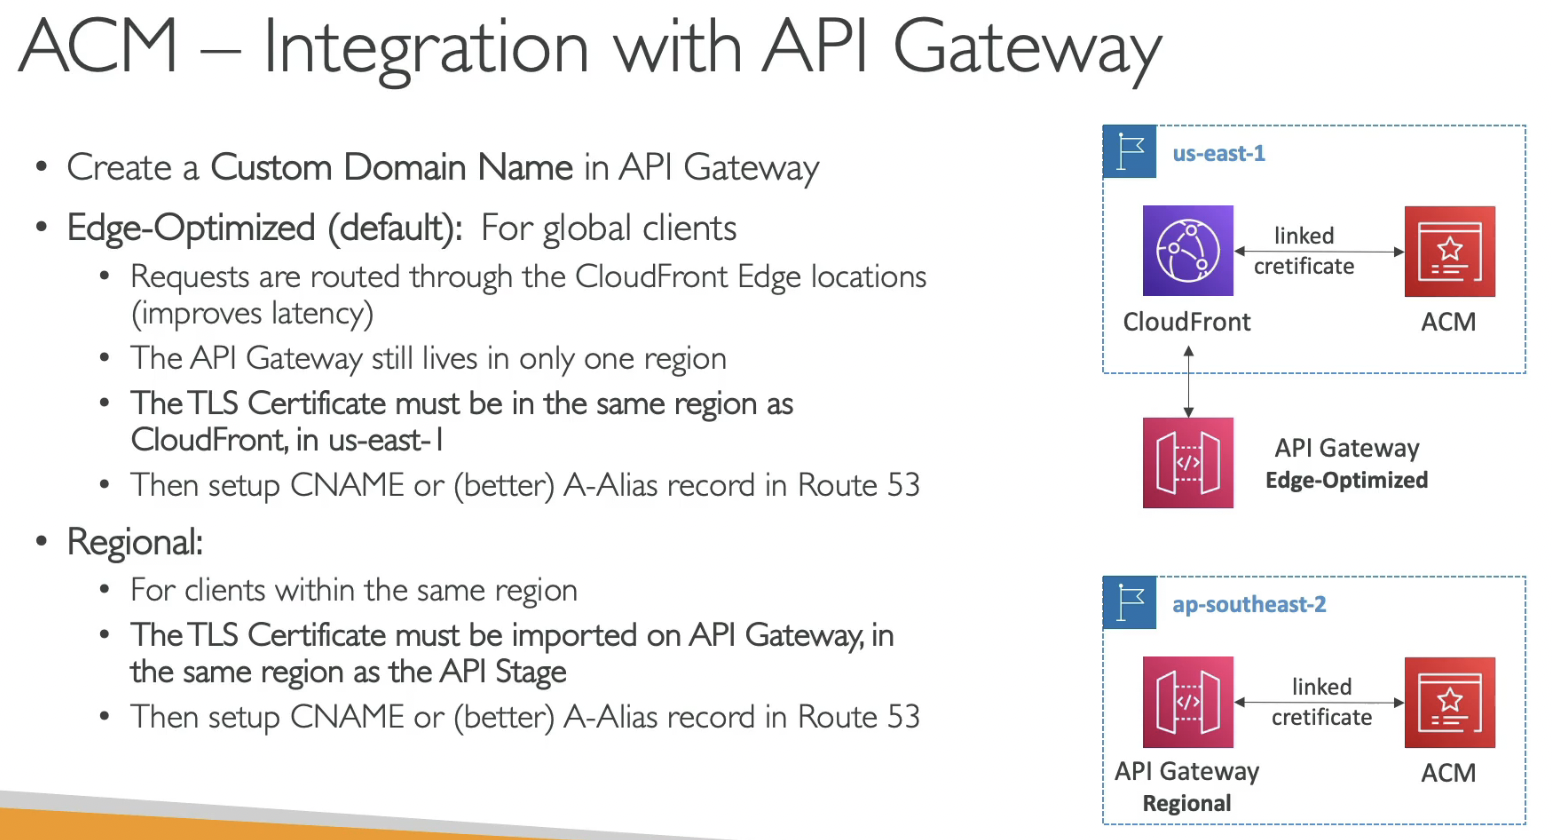 ACM – Integration with API Gateway
• Create a Custom Domain Name in API Gateway
• Edge-Optimized (default): For global clients
• Requests are routed through the CloudFront Edge locations
(improves latency)
• The API Gateway still lives in only one region
• The TLS Certificate must be in the same region as
CloudFront, in us-east-1
• Then setup CNAME or (better) A-Alias record in Route 53
• Regional:
• For clients within the same region
• The TLS Certificate must be imported on API Gateway, in
the same region as the API Stage
• Then setup CNAME or (better) A-Alias record in Route 53
us-east-1
linked
cretificate
CloudFront
ACM
API Gateway
Edge-Optimized
ap-southeast-2
linked
cretificate
API Gateway
Regional
ACM